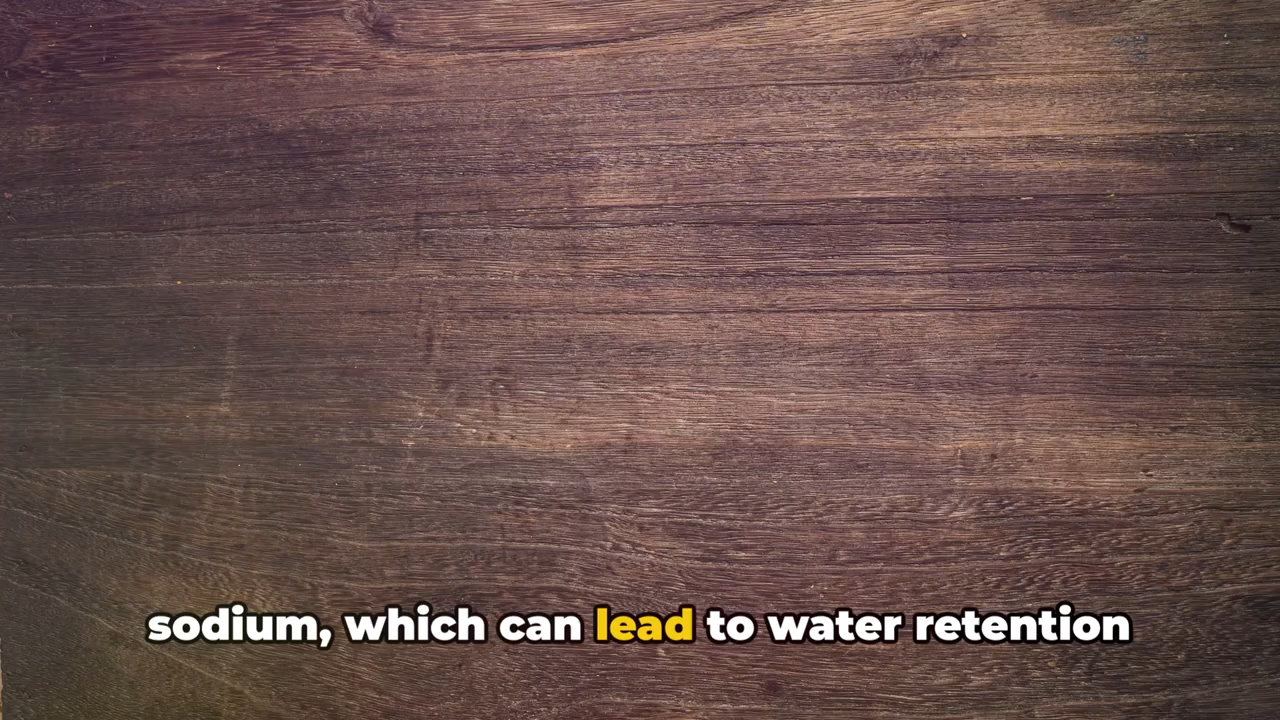 sodium, which can lead to water retention